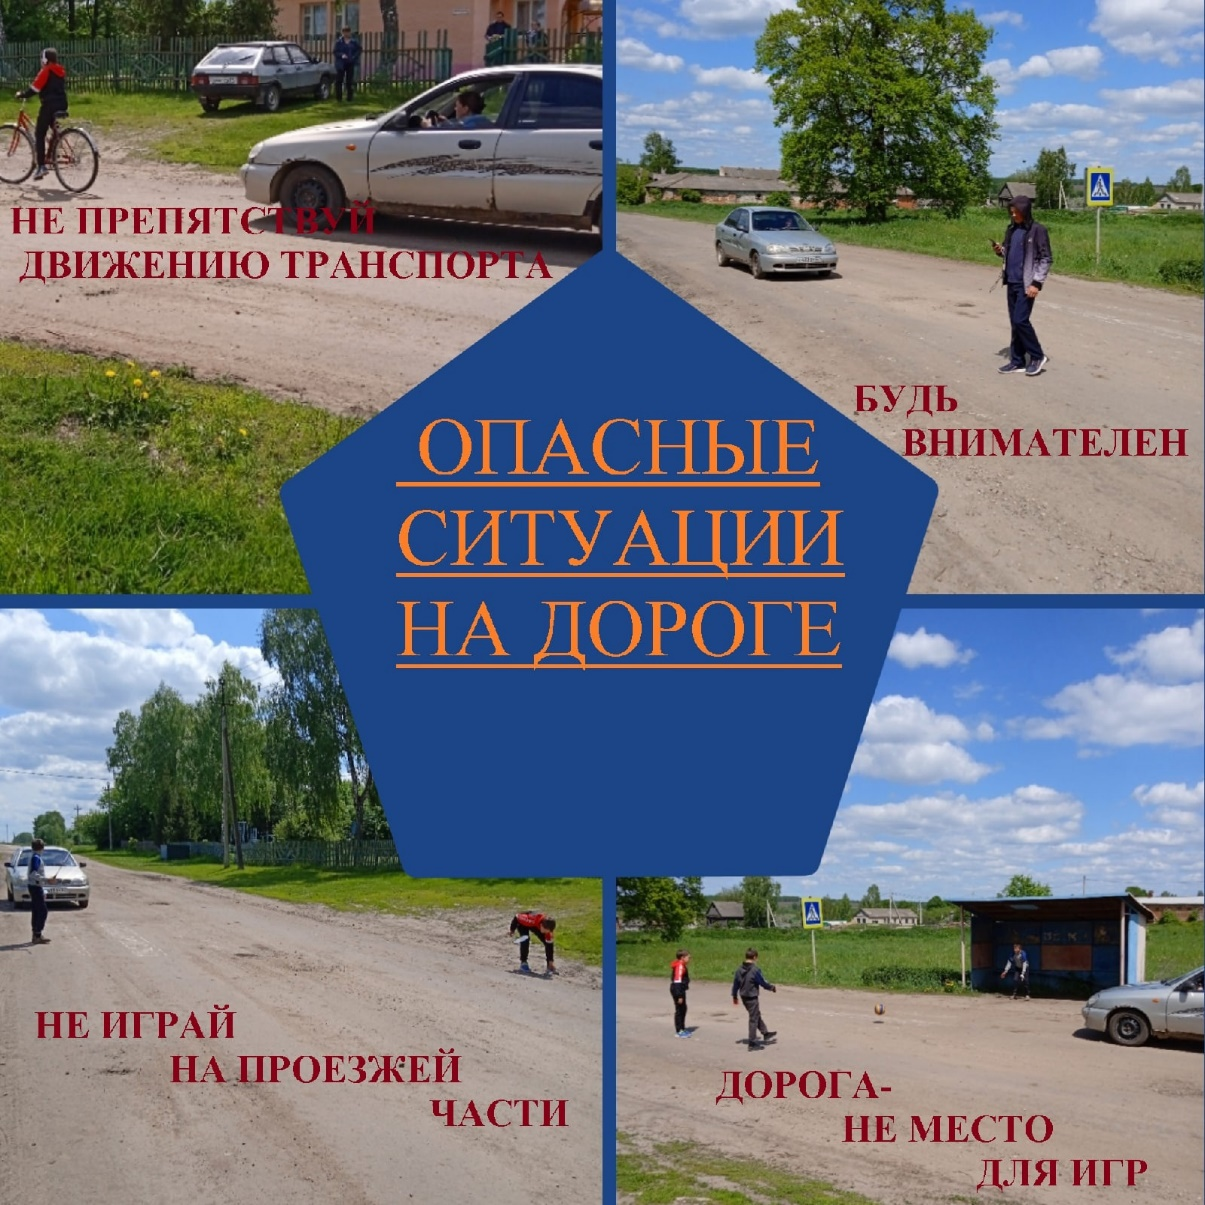 НЕ ПРЕПЯТСТВУЙ
ДВИЖЕНИЮ ТРАНСПОРТА
БУДЬ
ВНИМАТЕЛЕН
ОПАСНЫЕ
СИТУАЦИИ
НА ДОРОГЕ
НЕ ИГРАЙ
НА ПРОЕЗЖЕЙ
ЧАСТИ
ДОРОГА-
НЕ МЕСТО
ДЛЯ ИГР